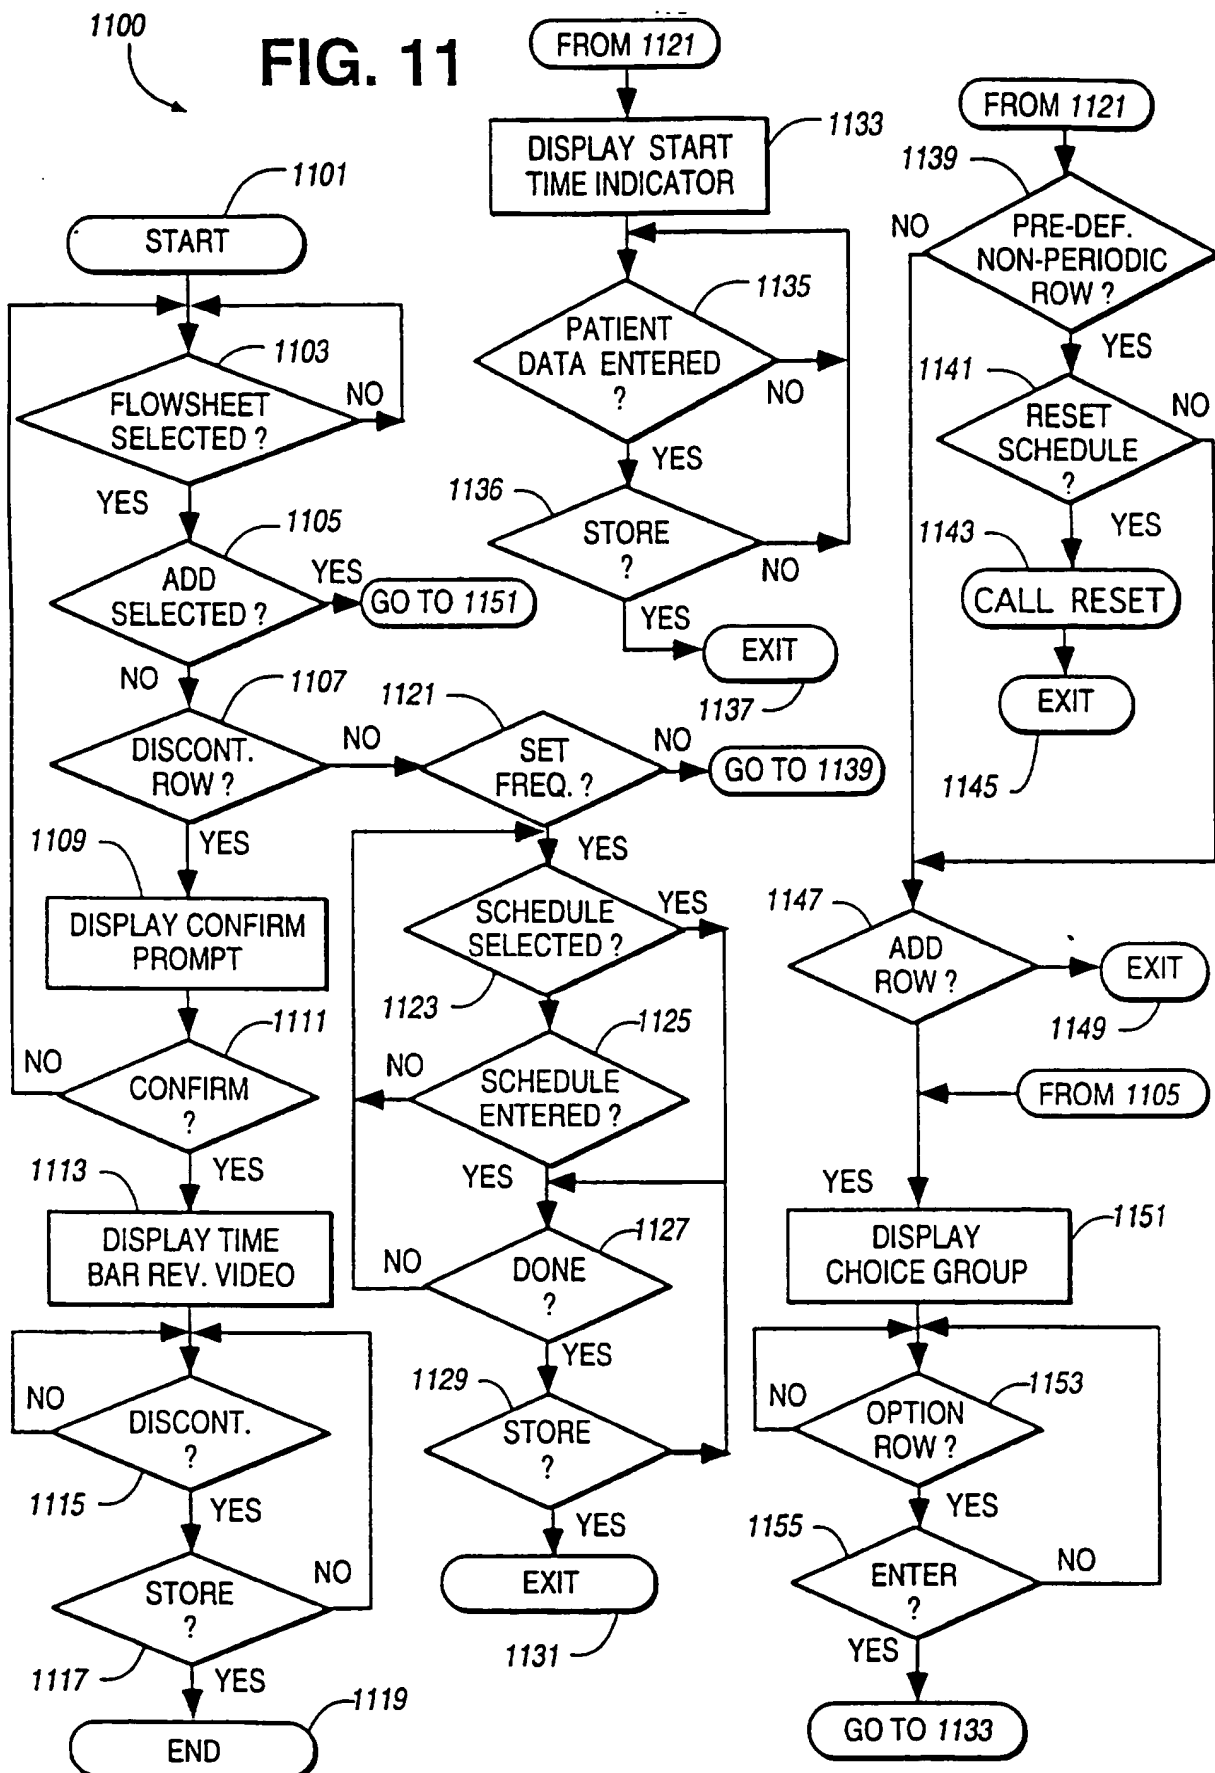 1100
FIG. 11
FROM 1121
1133
DISPLAY START
TIME INDICATOR
1135
PATIENT
DATA ENTERED
?
NO
YES
1136
STORE
?
NO
YES
EXIT
1137
FROM 1121
1139
NO
PRE-DEF.
NON-PERIODIC
ROW ?
YES
1141
NO
RESET
SCHEDULE
?
YES
1143
CALL RESET
EXIT
1145
1101
START
1103
FLOWSHEET
SELECTED ?
NO
YES
1105
ADD
SELECTED ?
YES
GO TO 1151
NO
1107
DISCONT.
ROW ?
NO
YES
1109
DISPLAY CONFIRM
PROMPT
1111
NO
CONFIRM
?
YES
1113
DISPLAY TIME
BAR REV. VIDEO
NO
DISCONT.
?
1115
YES
STORE
?
NO
1117
YES
1119
END
1121
SET
FREQ. ?
NO
GO TO 1139
YES
SCHEDULE
SELECTED ?
YES
1123
1125
NO
SCHEDULE
ENTERED ?
YES
1127
NO
DONE
?
YES
1129
STORE
?
YES
EXIT
1131
1147
ADD
ROW ?
EXIT
1149
FROM 1105
YES
1151
DISPLAY
CHOICE GROUP
1153
NO
OPTION
ROW ?
YES
1155
ENTER
?
NO
YES
GO TO 1133